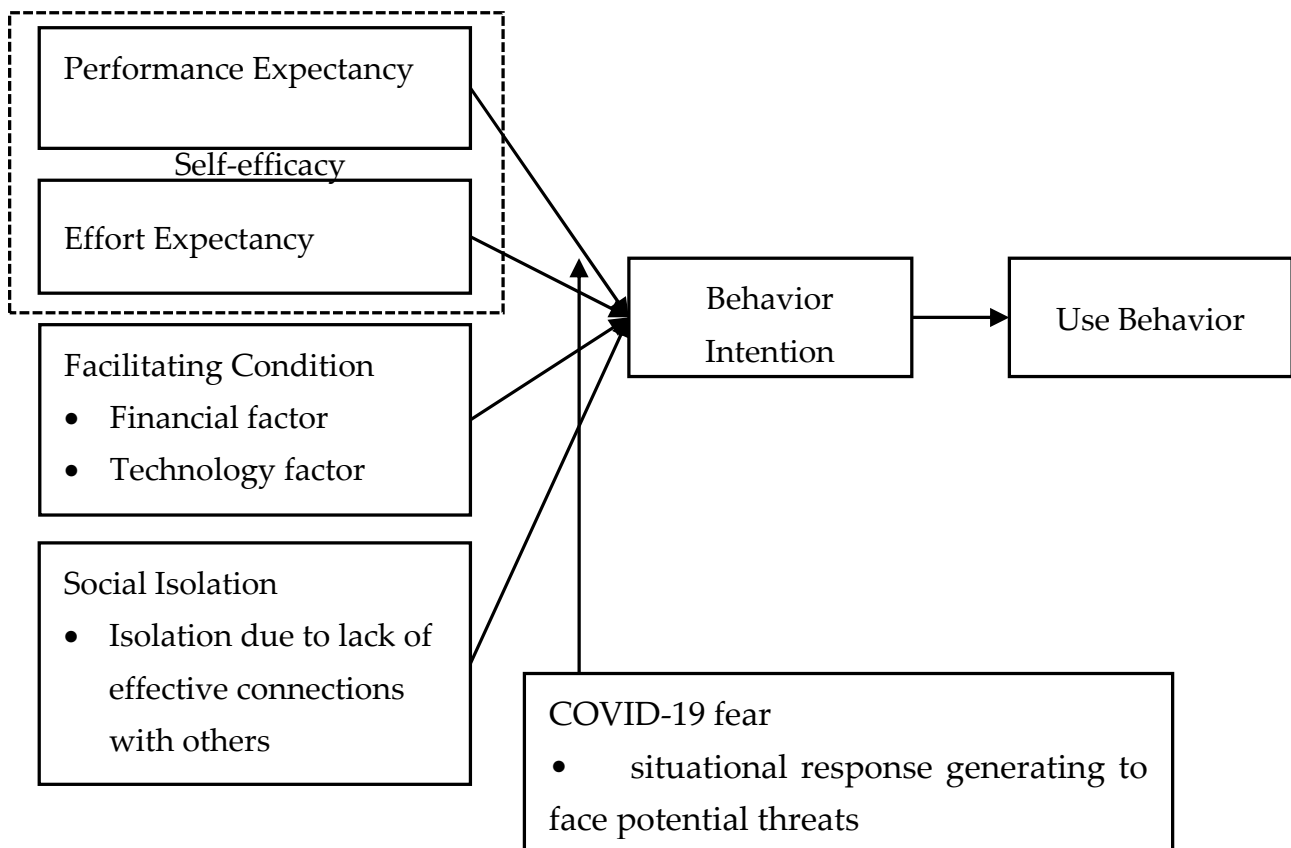 Performance Expectancy
Self-efficacy
Effort Expectancy
Facilitating Condition
• Financial factor
• Technology factor
Social Isolation
• Isolation due to lack of
effective connections
with others
Behavior
Intention
Use Behavior
COVID-19 fear
• situational response generating to
face potential threats